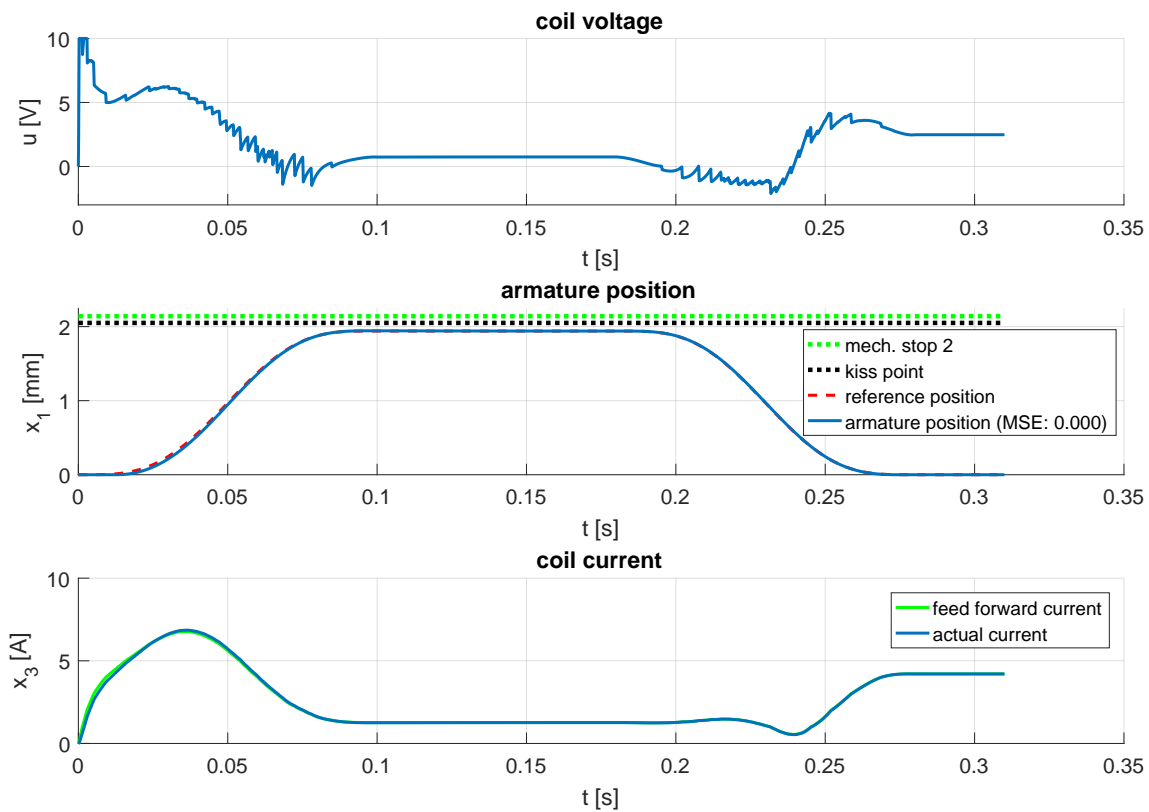 coil voltage
10
5
0
u [V]
0
0.05
0.1
0.15
0.2
0.25
0.3
0.35
t [s]
armature position
2
1
0
x_1 [mm]
mech. stop 2
kiss point
reference position
armature position (MSE: 0.000)
0
0.05
0.1
0.15
0.2
0.25
0.3
0.35
t [s]
coil current
10
5
0
x_3 [A]
feed forward current
actual current
0
0.05
0.1
0.15
0.2
0.25
0.3
0.35
t [s]